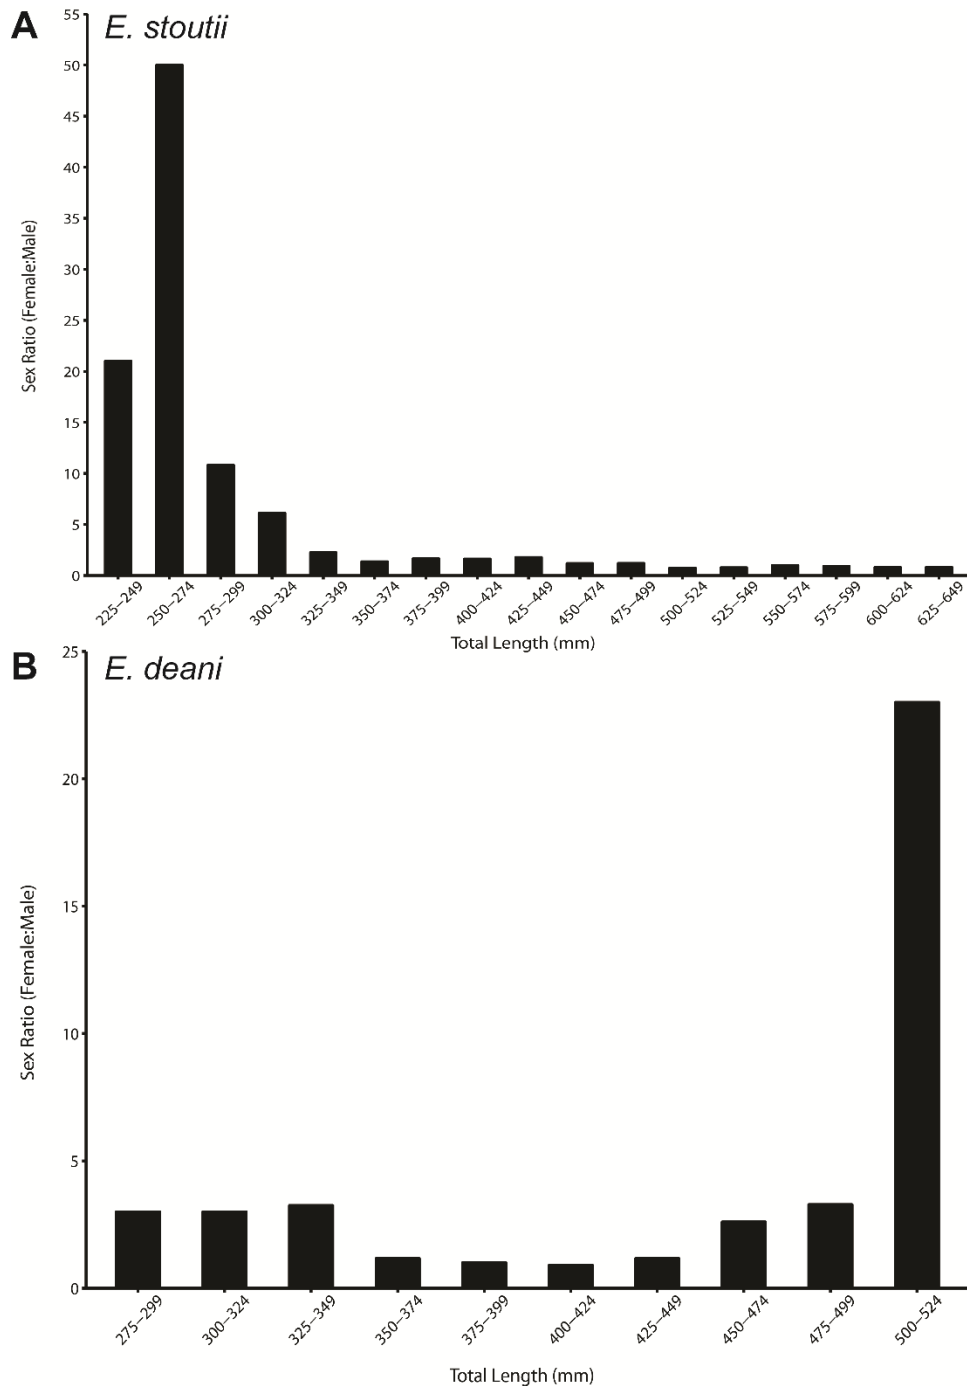 A E. stoutii
55
50
45
40
35
30
25
20
15
10
5
0
Sex Ratio (Female:Male)
225–249 250–274 275–299 300–324 325–349 350–374 375–399 400–424 425–449 450–474 475–499 500–524 525–549 550–574 575–599 600–624 625–649
Total Length (mm)
B E. deani
25
20
15
10
5
0
Sex Ratio (Female:Male)
275–299 300–324 325–349 350–374 375–399 400–424 425–449 450–474 475–499 500–524
Total Length (mm)